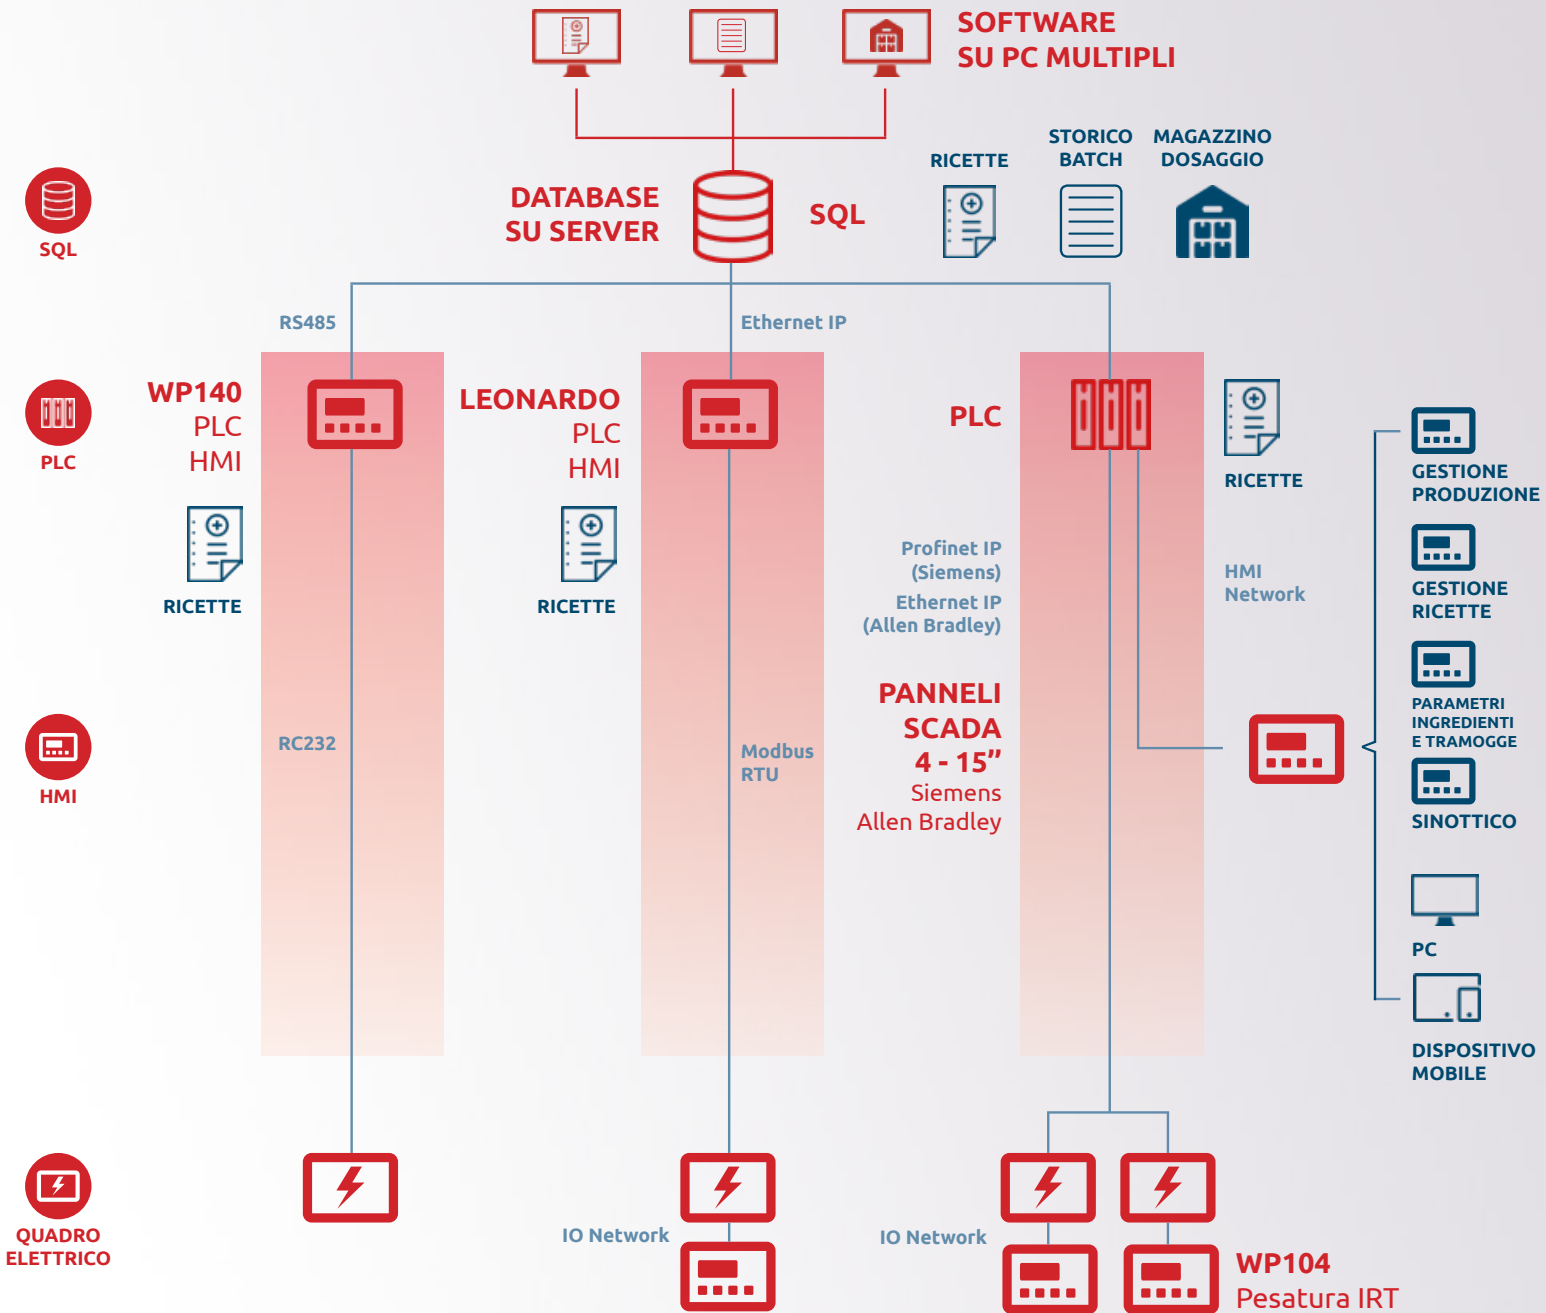 SOFTWARE
SU PC MULTIPLI
STORICO
BATCH
MAGAZZINO
DOSAGGIO
RICETTE
DATABASE
SU SERVER
SQL
SQL
RS485
Ethernet IP
WP140
PLC
HMI
LEONARDO
PLC
HMI
PLC
PLC
RICETTE
RICETTE
RICETTE
GESTIONE
PRODUZIONE
Profinet IP
(Siemens)
Ethernet IP
(Allen Bradley)
HMI
Network
GESTIONE
RICETTE
PANNELI
SCADA
4 - 15”
Siemens
Allen Bradley
PARAMETRI
INGREDIENTI
E TRAMOGGE
RC232
Modbus
RTU
HMI
SINOTTICO
PC
DISPOSITIVO
MOBILE
QUADRO
ELETTRICO
IO Network
IO Network
WP104
Pesatura IRT